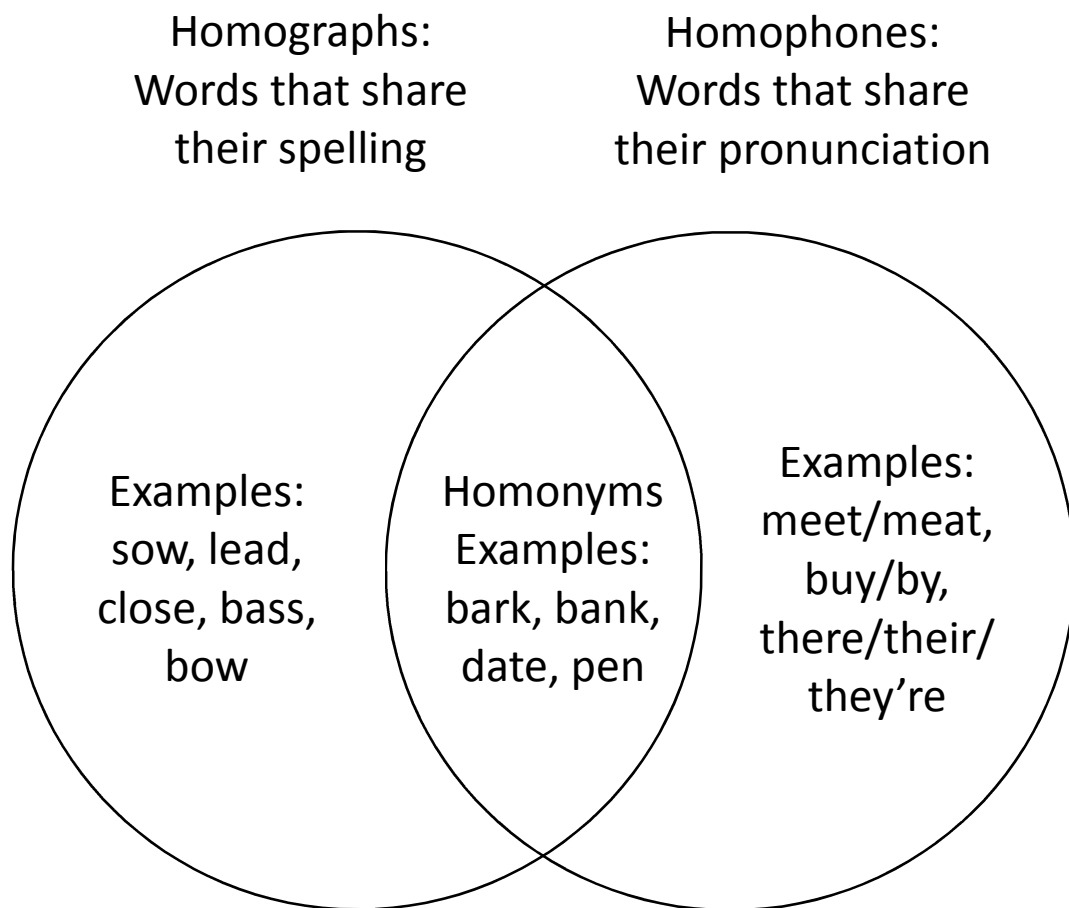 Homographs:
Words that share
their spelling
Homophones:
Words that share
their pronunciation
Examples:
sow, lead,
close, bass,
bow
Homonyms
Examples:
bark, bank,
date, pen
Examples:
meet/meat,
buy/by,
there/their/
they’re